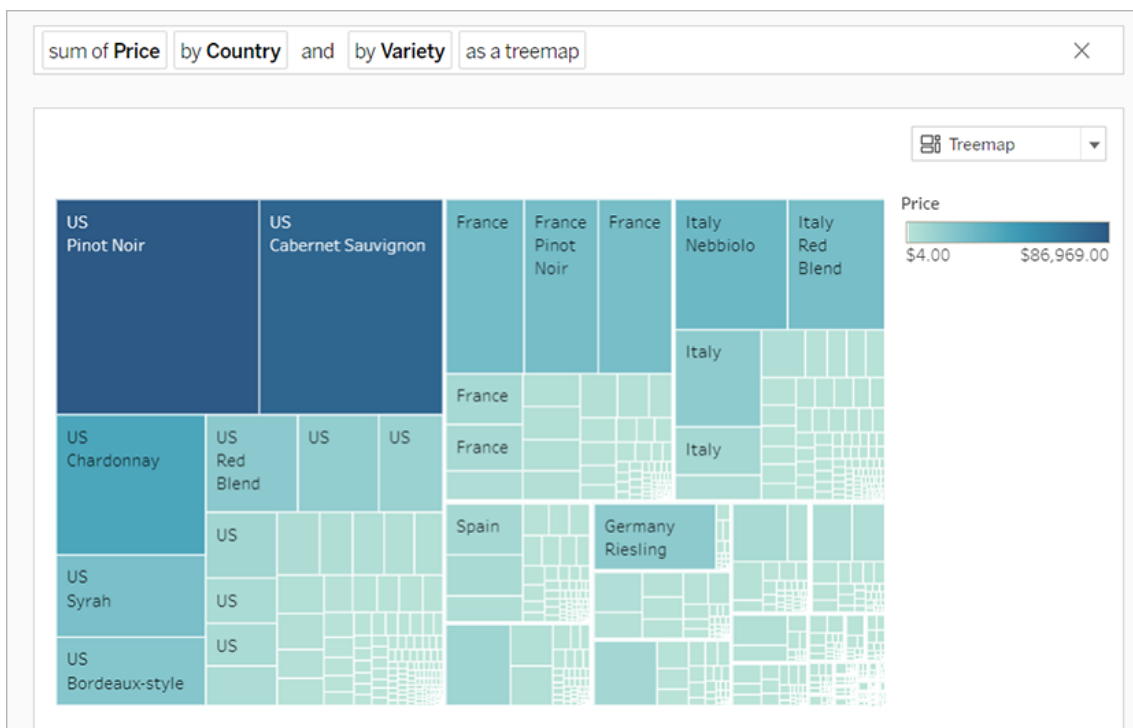 sum of Price by Country and by Variety as a treemap
Treemap
Price
$4.00 $86,969.00
US
Pinot Noir
US
Cabernet Sauvignon
France
France
Pinot
Noir
France
Italy
Nebbiolo
Italy
Red
Blend
Italy
Italy
France
France
US
Chardonnay
US
Red
Blend
US
US
US
Syrah
US
Bordeaux-style
US
US
US
Spain
Germany
Riesling